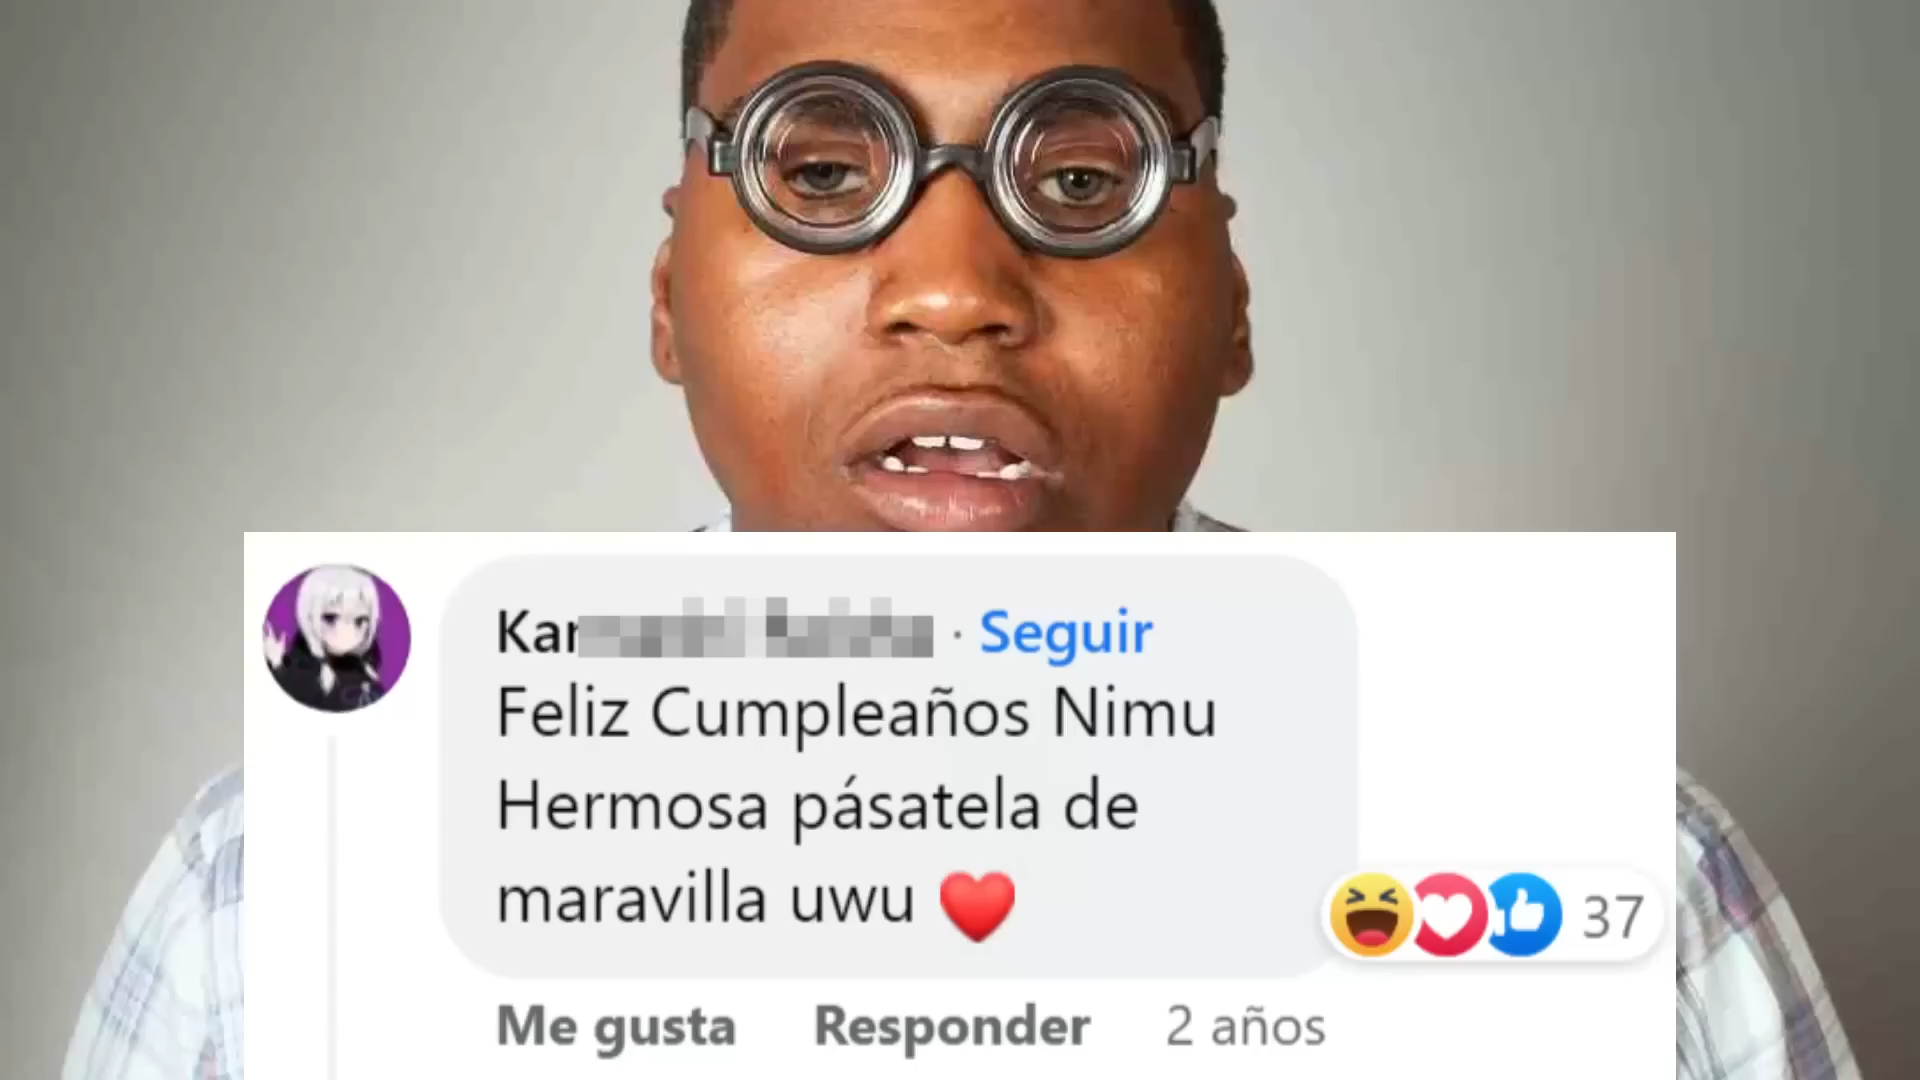 Kar · Seguir
Feliz Cumpleaños Nimu
Hermosa pásatela de
maravilla uwu ❤️
37
Me gusta Responder 2 años